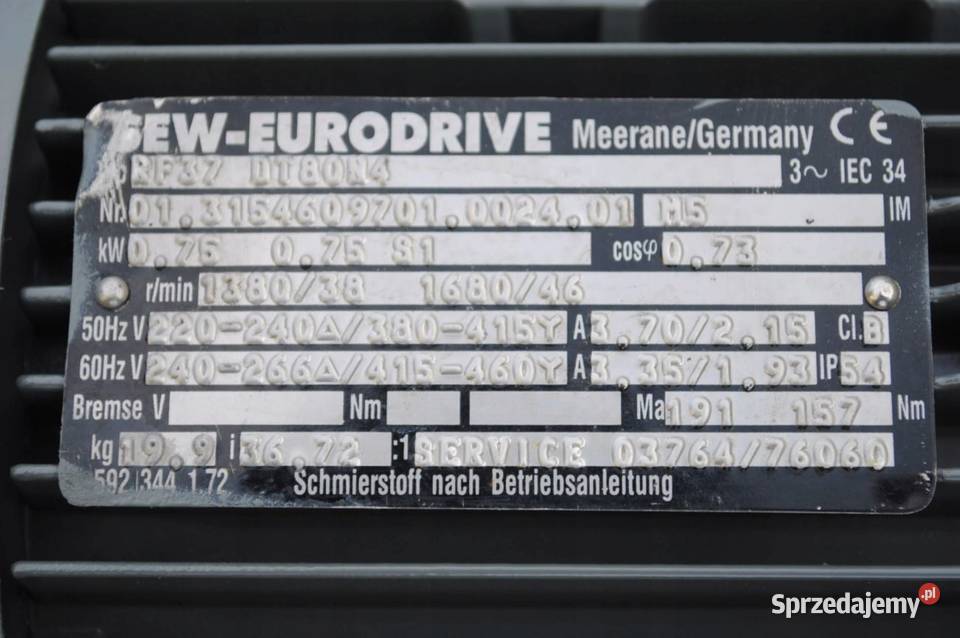 SEW-EURODRIVE Meerane/Germany CE
RF37 DT80N4 3~ IEC 34
Nr. 01.3154609701.0024.01 M5 IM
kW 0.75 0.75 S1 cosφ 0.73
r/min 1380/38 1680/46
50Hz V 220-240△/380-415Y A 3.70/2.15 Cl. B
60Hz V 240-266△/415-460Y A 3.35/1.93 IP 54
Bremse V Nm Ma 191 157 Nm
kg 19.9 i 36.72 :1 SERVICE 03764/76060
592 344 1.72 Schmierstoff nach Betriebsanleitung
Sprzedajemy.pl